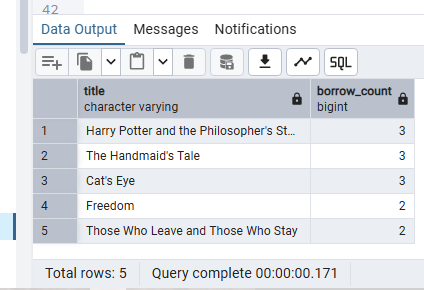 42
Data Output Messages Notifications
SQL
title borrow_count
character varying bigint
1 Harry Potter and the Philosopher's St... 3
2 The Handmaid's Tale 3
3 Cat's Eye 3
4 Freedom 2
5 Those Who Leave and Those Who Stay 2
Total rows: 5 Query complete 00:00:00.171